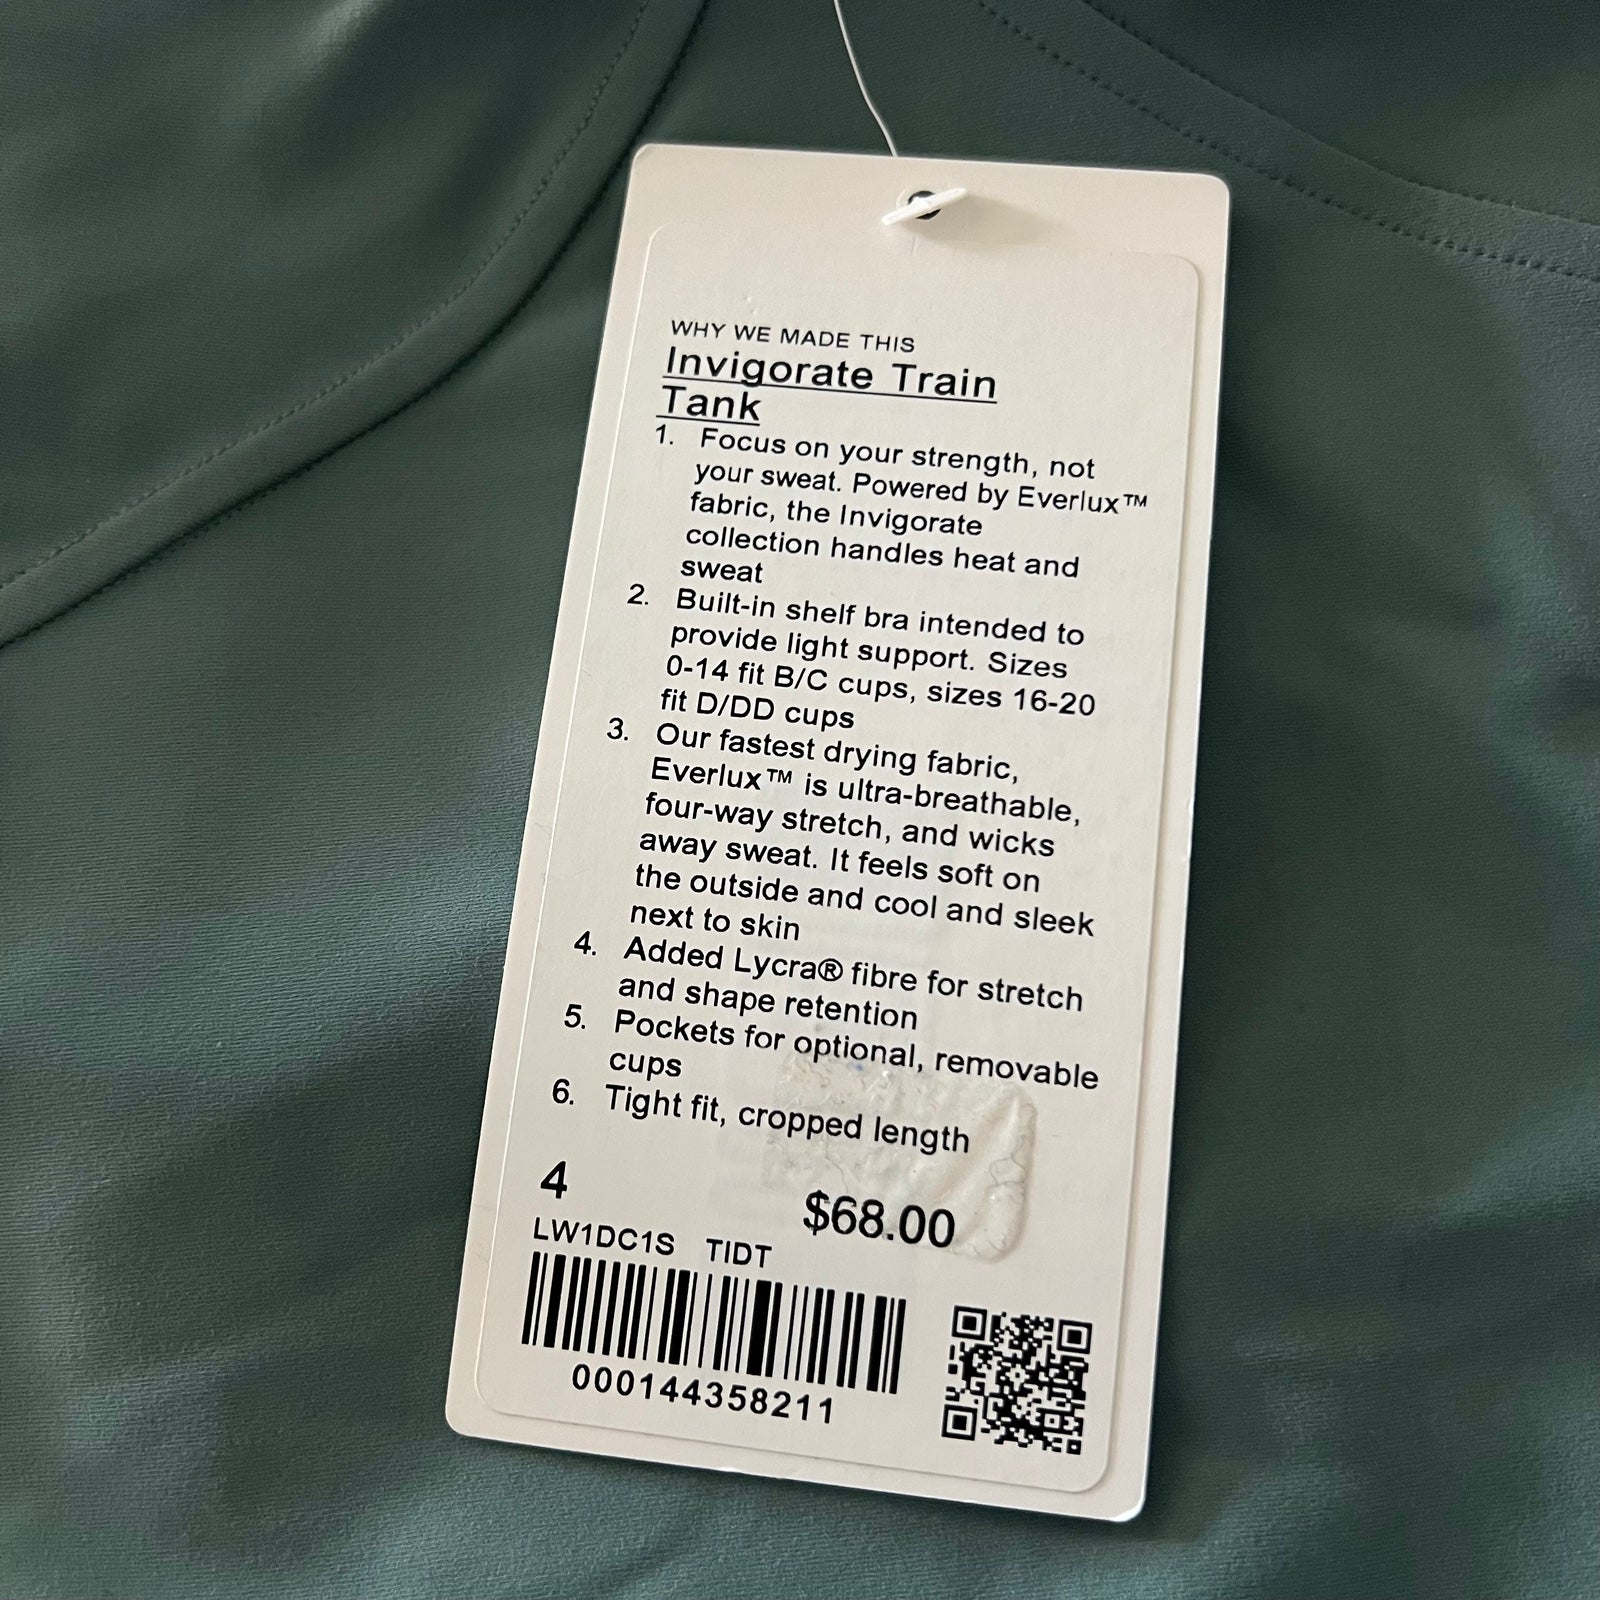 WHY WE MADE THIS
Invigorate Train
Tank
1. Focus on your strength, not
your sweat. Powered by Everlux™
fabric, the Invigorate
collection handles heat and
sweat
2. Built-in shelf bra intended to
provide light support. Sizes
0-14 fit B/C cups, sizes 16-20
fit D/DD cups
3. Our fastest drying fabric,
Everlux™ is ultra-breathable,
four-way stretch, and wicks
away sweat. It feels soft on
the outside and cool and sleek
next to skin
4. Added Lycra® fibre for stretch
and shape retention
5. Pockets for optional, removable
cups
6. Tight fit, cropped length
4
$68.00
LW1DC1S TIDT
000144358211